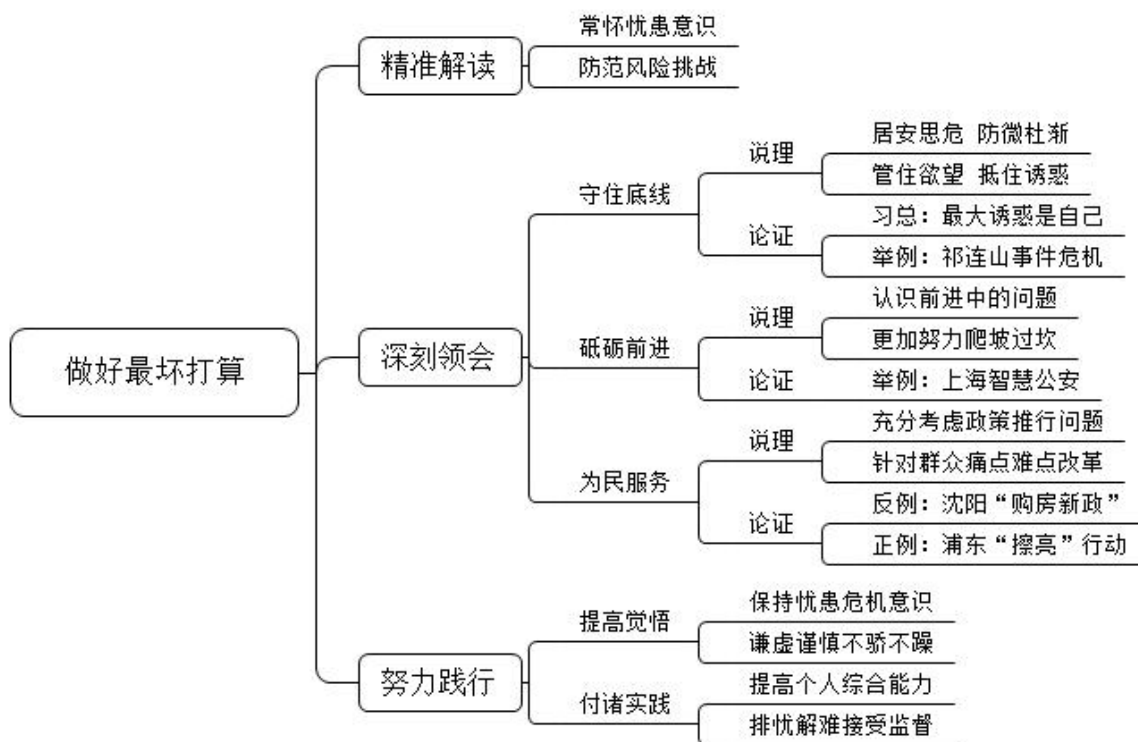 做好最坏打算
精准解读
常怀忧患意识
防范风险挑战
深刻领会
守住底线
说理
居安思危 防微杜渐
管住欲望 抵住诱惑
论证
习总：最大诱惑是自己
举例：祁连山事件危机
砥砺前进
说理
认识前进中的问题
更加努力爬坡过坎
论证
举例：上海智慧公安
为民服务
说理
充分考虑政策推行问题
针对群众痛点难点改革
论证
反例：沈阳“购房新政”
正例：浦东“擦亮”行动
努力践行
提高觉悟
保持忧患危机意识
谦虚谨慎不骄不躁
付诸实践
提高个人综合能力
排忧解难接受监督